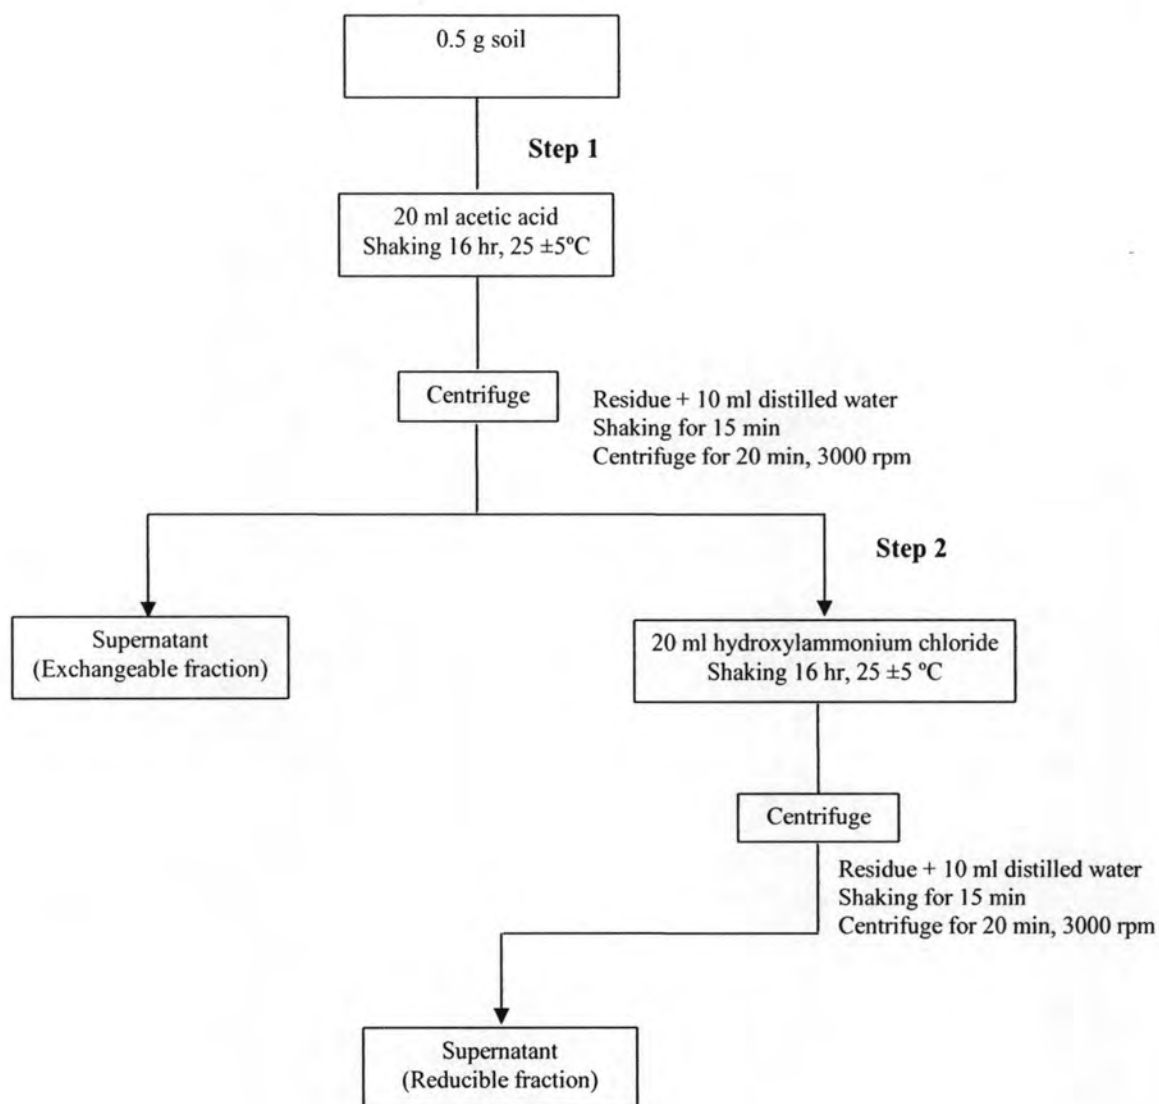 0.5 g soil
Step 1
20 ml acetic acid
Shaking 16 hr, 25 ±5ºC
Centrifuge
Residue + 10 ml distilled water
Shaking for 15 min
Centrifuge for 20 min, 3000 rpm
Step 2
Supernatant
(Exchangeable fraction)
20 ml hydroxylammonium chloride
Shaking 16 hr, 25 ±5 ºC
Centrifuge
Residue + 10 ml distilled water
Shaking for 15 min
Centrifuge for 20 min, 3000 rpm
Supernatant
(Reducible fraction)